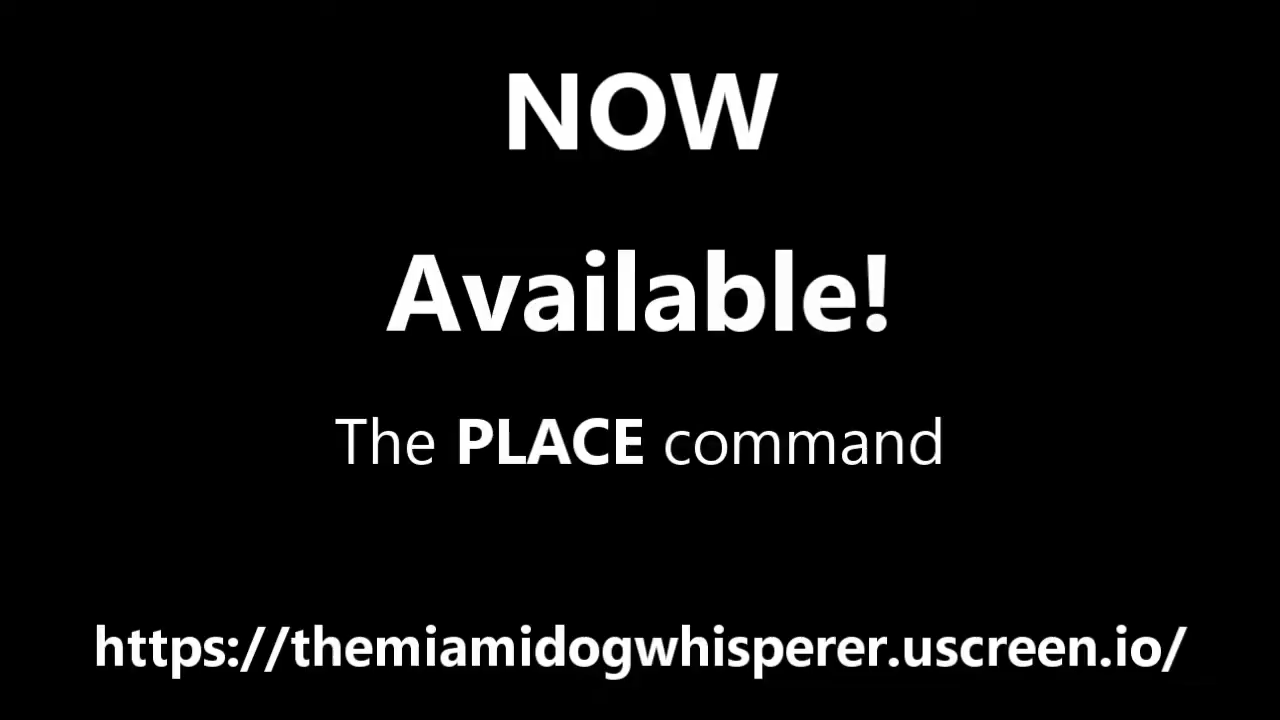 NOW
Available!
The PLACE command
https://themiamidogwhisperer.uscreen.io/